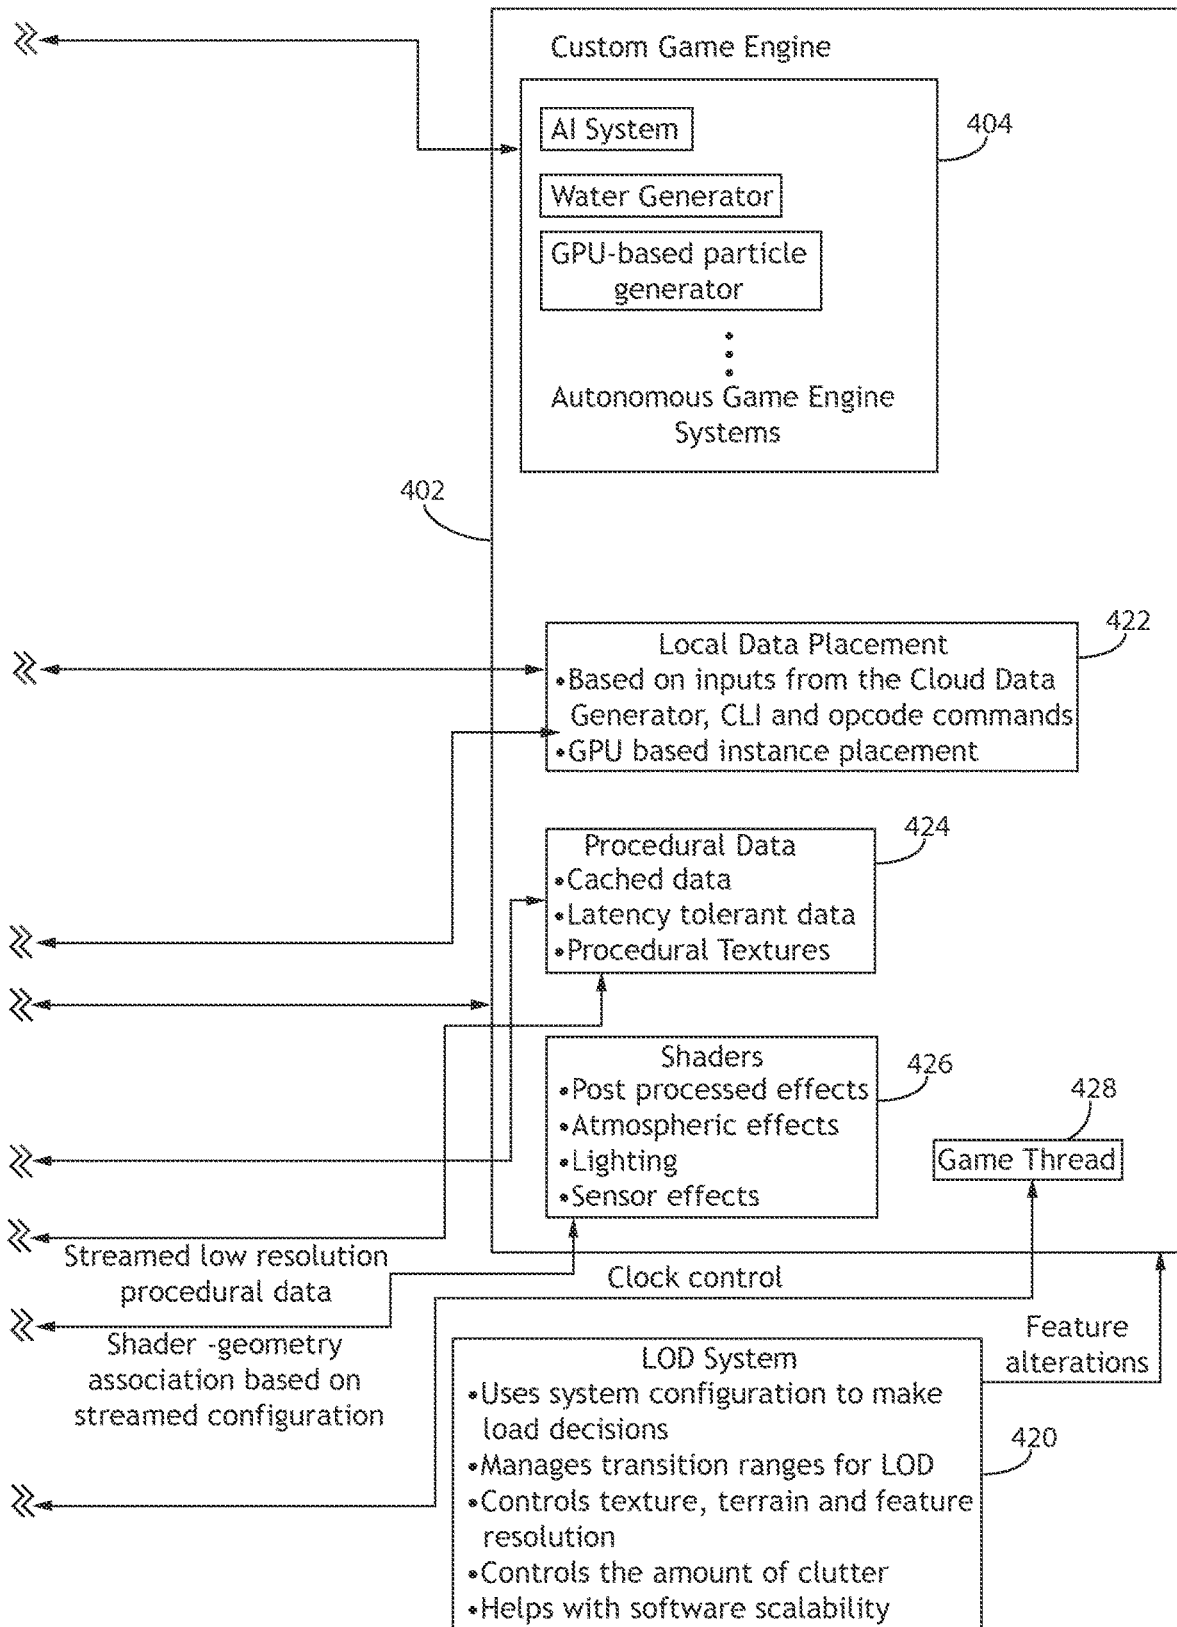 Custom Game Engine
AI System
404
Water Generator
GPU-based particle
generator
Autonomous Game Engine
Systems
402
422
Local Data Placement
•Based on inputs from the Cloud Data
Generator, CLI and opcode commands
•GPU based instance placement
424
Procedural Data
•Cached data
•Latency tolerant data
•Procedural Textures
Shaders
426
•Post processed effects
428
•Atmospheric effects
•Lighting
Game Thread
•Sensor effects
Streamed low resolution
procedural data
Clock control
Shader -geometry
association based on
streamed configuration
Feature
alterations
LOD System
•Uses system configuration to make
load decisions
420
•Manages transition ranges for LOD
•Controls texture, terrain and feature
resolution
•Controls the amount of clutter
•Helps with software scalability